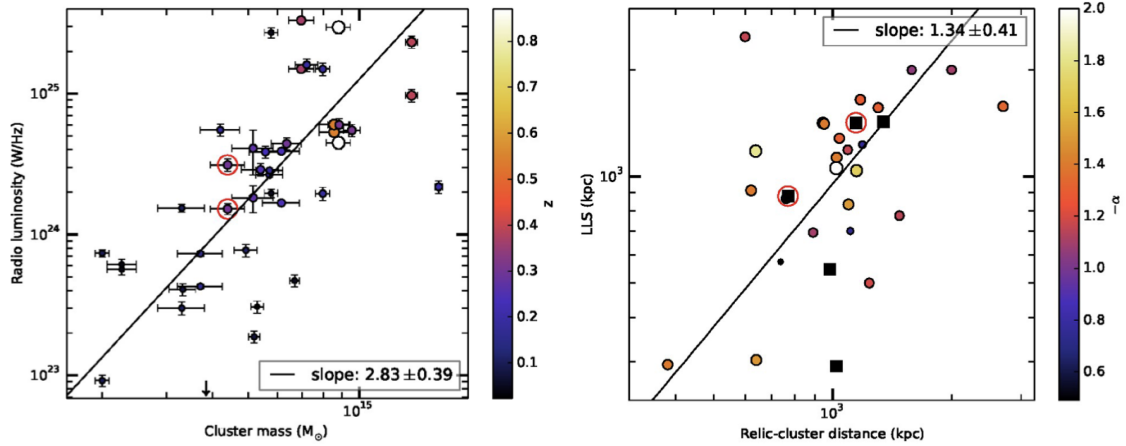 10^25
10^24
10^23
Radio luminosity (W/Hz)
slope: 2.83±0.39
10^15
Cluster mass (M⊙)
0.8
0.7
0.6
0.5
0.4
0.3
0.2
0.1
z
slope: 1.34±0.41
10^3
LLS (kpc)
10^3
Relic-cluster distance (kpc)
2.0
1.8
1.6
1.4
1.2
1.0
0.8
0.6
−α